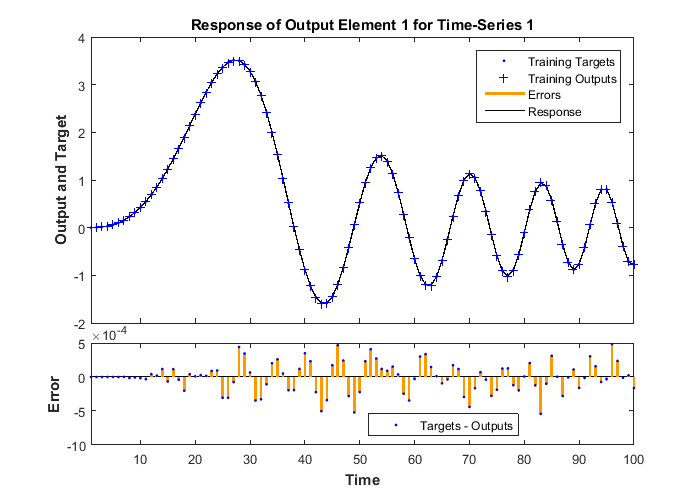 Response of Output Element 1 for Time-Series 1
4
3
2
1
0
-1
-2
Output and Target
Training Targets
Training Outputs
Errors
Response
×10^-4
5
0
-5
-10
Error
Targets - Outputs
10 20 30 40 50 60 70 80 90 100
Time